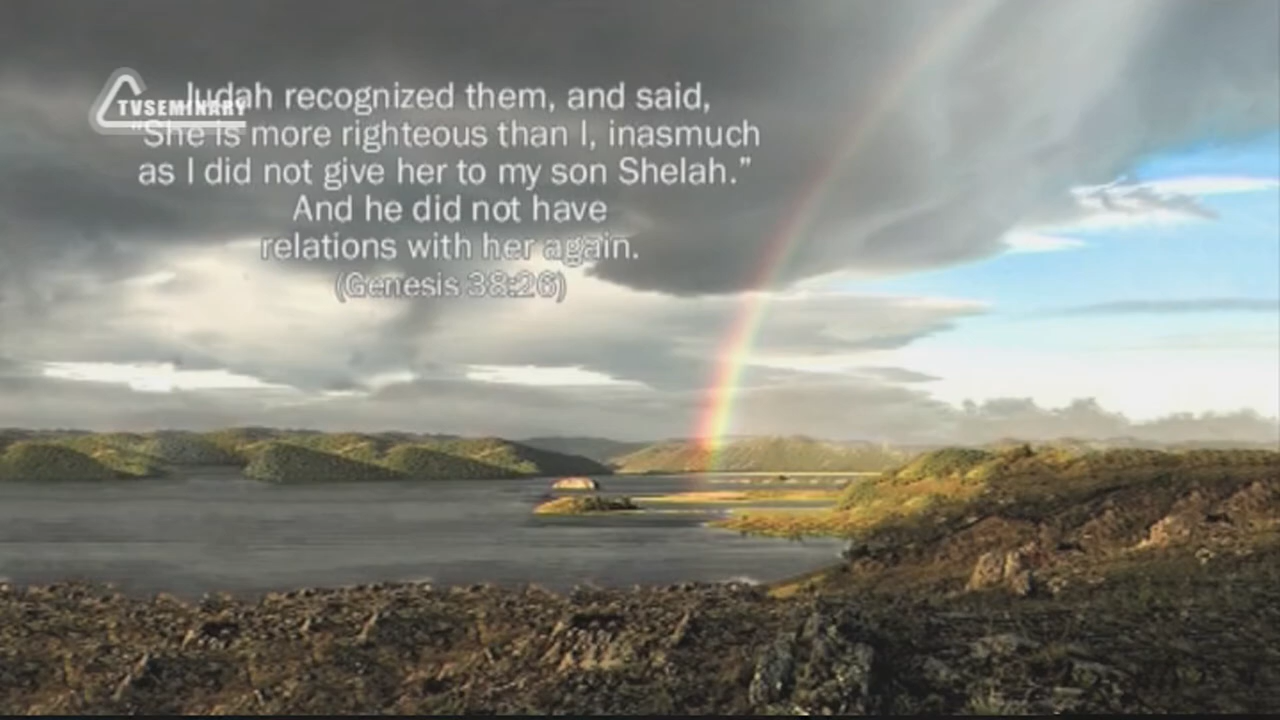 TVSEMINARY
Judah recognized them, and said,
“She is more righteous than I, inasmuch
as I did not give her to my son Shelah.”
And he did not have
relations with her again.
(Genesis 38:26)